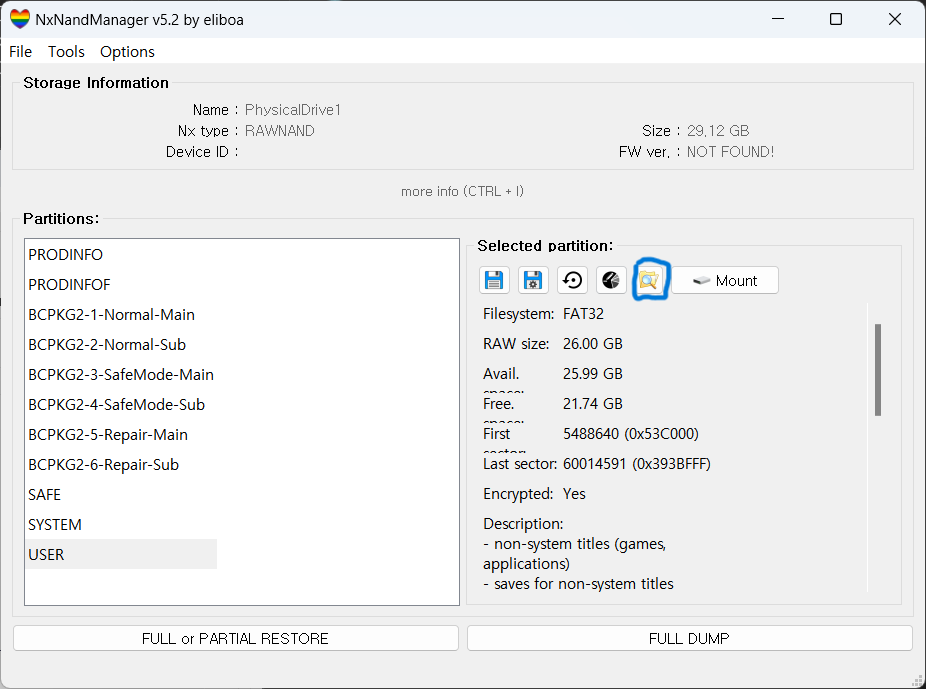 NxNandManager v5.2 by eliboa
File Tools Options
Storage Information
Name : PhysicalDrive1
Nx type : RAWNAND
Size : 29,12 GB
Device ID :
FW ver, : NOT FOUND!
more info (CTRL + I)
Partitions:
PRODINFO
PRODINFOF
BCPKG2-1-Normal-Main
BCPKG2-2-Normal-Sub
BCPKG2-3-SafeMode-Main
BCPKG2-4-SafeMode-Sub
BCPKG2-5-Repair-Main
BCPKG2-6-Repair-Sub
SAFE
SYSTEM
USER
Selected partition:
Mount
Filesystem: FAT32
RAW size: 26.00 GB
Avail. 25.99 GB
space:
Free. 21.74 GB
space:
First 5488640 (0x53C000)
sector:
Last sector: 60014591 (0x393BFFF)
Encrypted: Yes
Description:
- non-system titles (games,
applications)
- saves for non-system titles
FULL or PARTIAL RESTORE
FULL DUMP